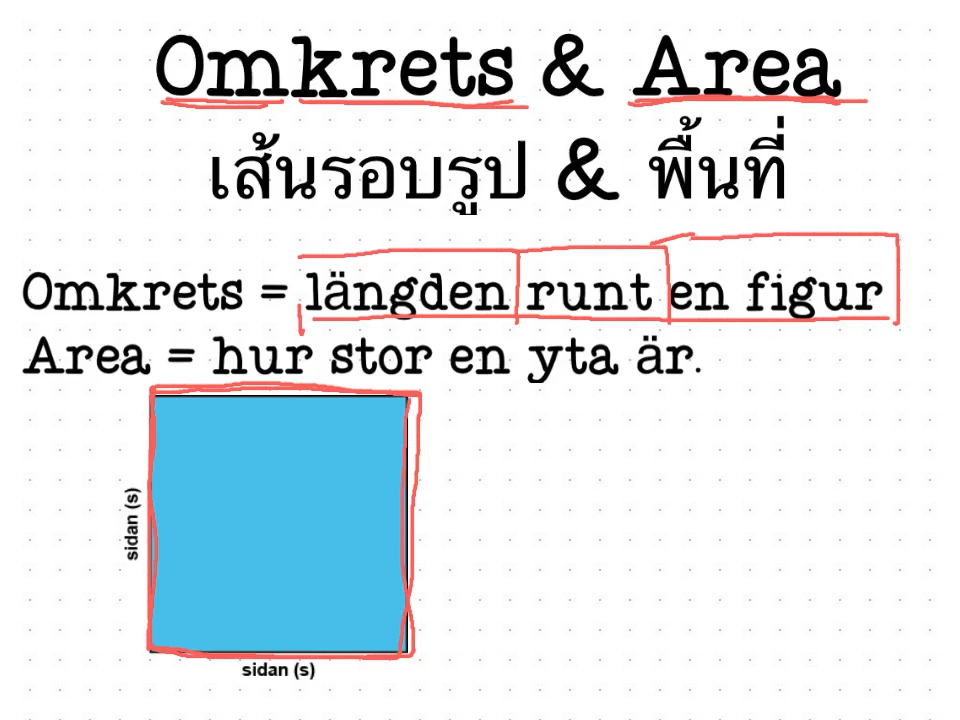 Omkrets & Area
เส้นรอบรูป & พื้นที่
Omkrets = längden runt en figur
Area = hur stor en yta är.
sidan (s)
sidan (s)